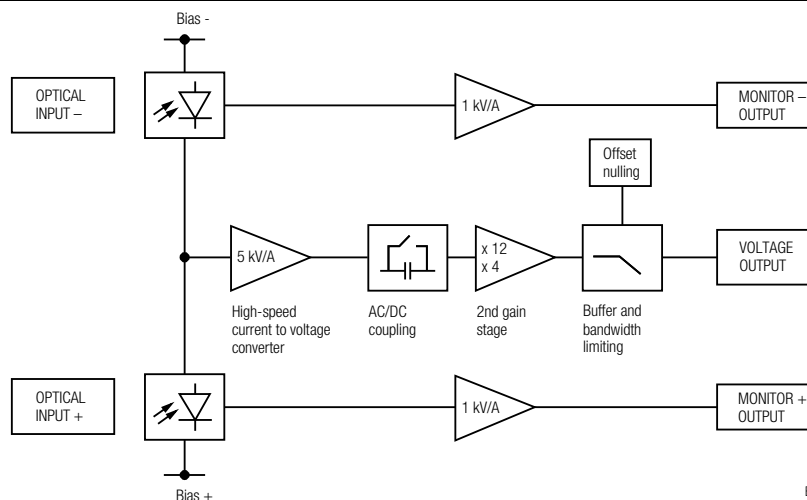 Bias -
OPTICAL
INPUT –
1 kV/A
MONITOR –
OUTPUT
Offset
nulling
5 kV/A
x 12
x 4
VOLTAGE
OUTPUT
High-speed
current to voltage
converter
AC/DC
coupling
2nd gain
stage
Buffer and
bandwidth
limiting
OPTICAL
INPUT +
1 kV/A
MONITOR +
OUTPUT
Bias +